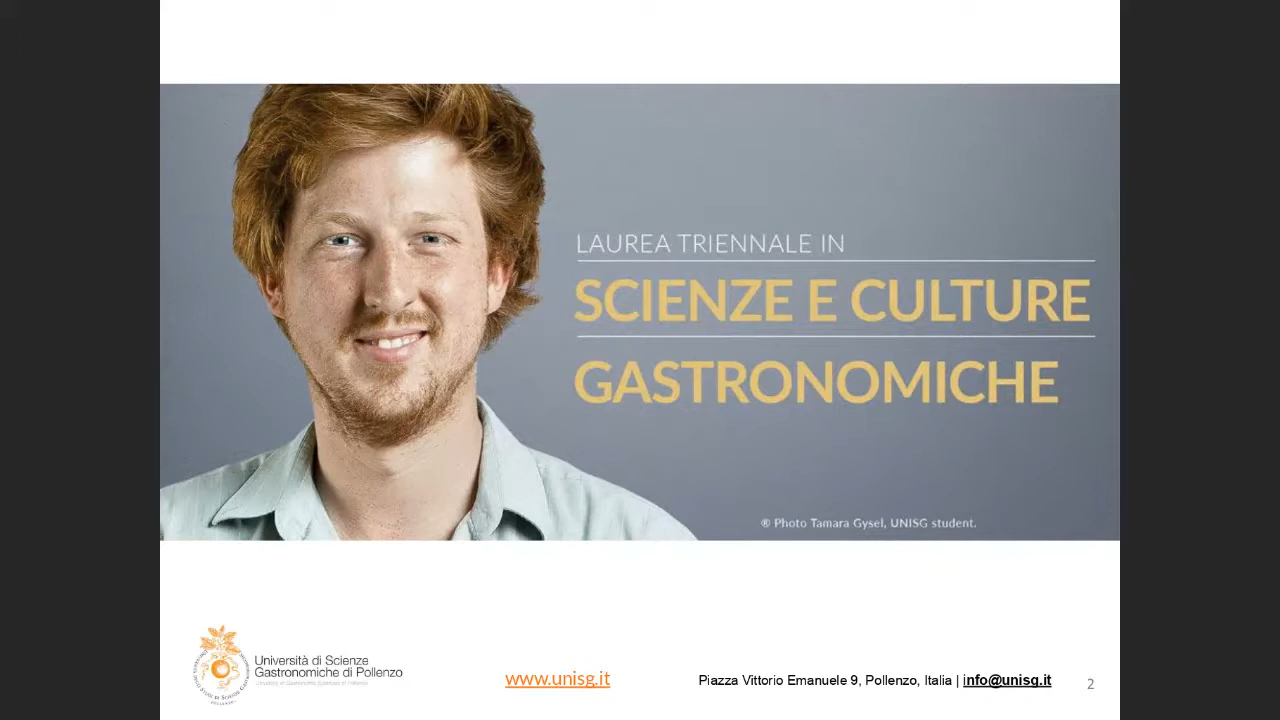 LAUREA TRIENNALE IN
SCIENZE E CULTURE
GASTRONOMICHE
® Photo Tamara Gysel, UNISG student.
Università di Scienze
Gastronomiche di Pollenzo
www.unisg.it
Piazza Vittorio Emanuele 9, Pollenzo, Italia | info@unisg.it
2